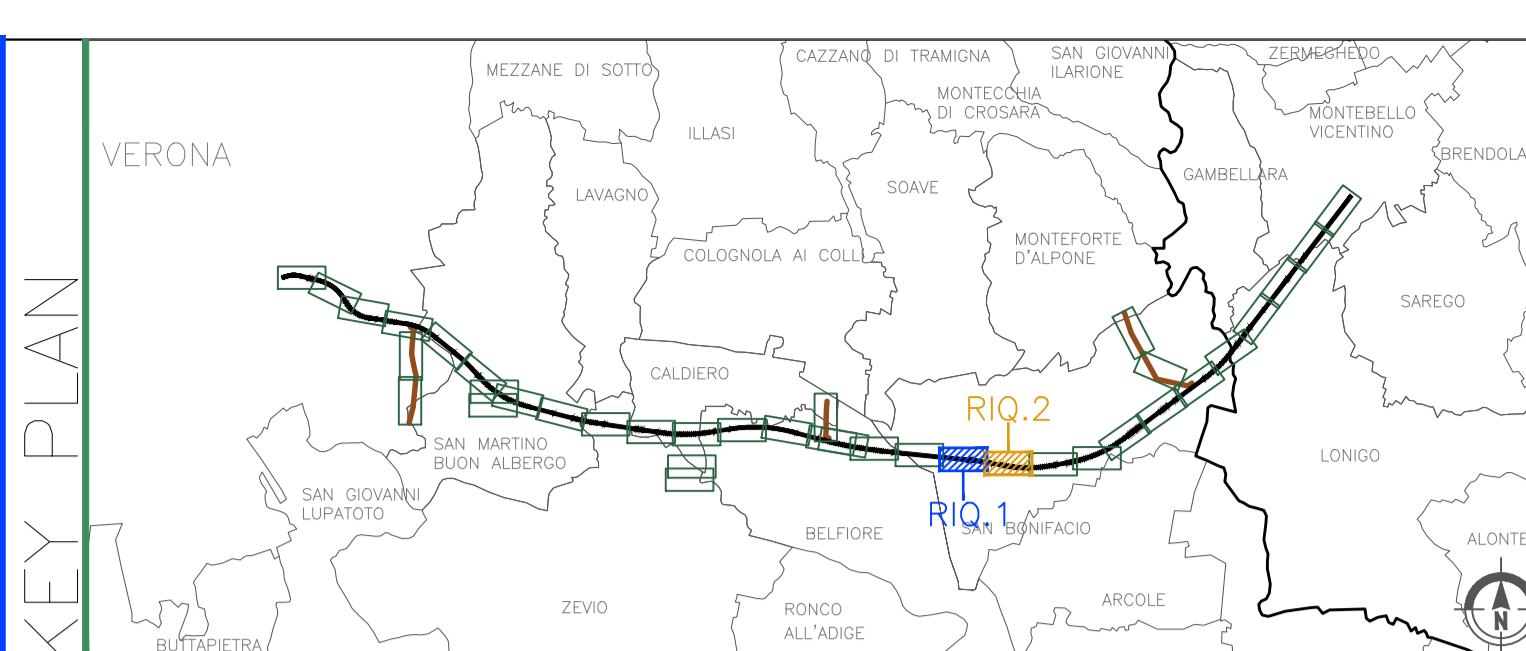 KEY PLAN
VERONA
MEZZANE DI SOTTO
CAZZANO DI TRAMIGNA
SAN GIOVANNI
ILARIONE
ZERMEGHEDO
MONTECCHIA
DI CROSARA
MONTEBELLO
VICENTINO
ILLASI
BRENDOLA
GAMBELLARA
LAVAGNO
SOAVE
MONTEFORTE
D'ALPONE
COLOGNOLA AI COLLI
SAREGO
CALDIERO
RIQ.2
SAN MARTINO
BUON ALBERGO
LONIGO
SAN GIOVANNI
LUPATOTO
RIQ.1
SAN BONIFACIO
BELFIORE
ALONTE
ZEVIO
RONCO
ALL'ADIGE
ARCOLE
N
BUTTAPIETRA